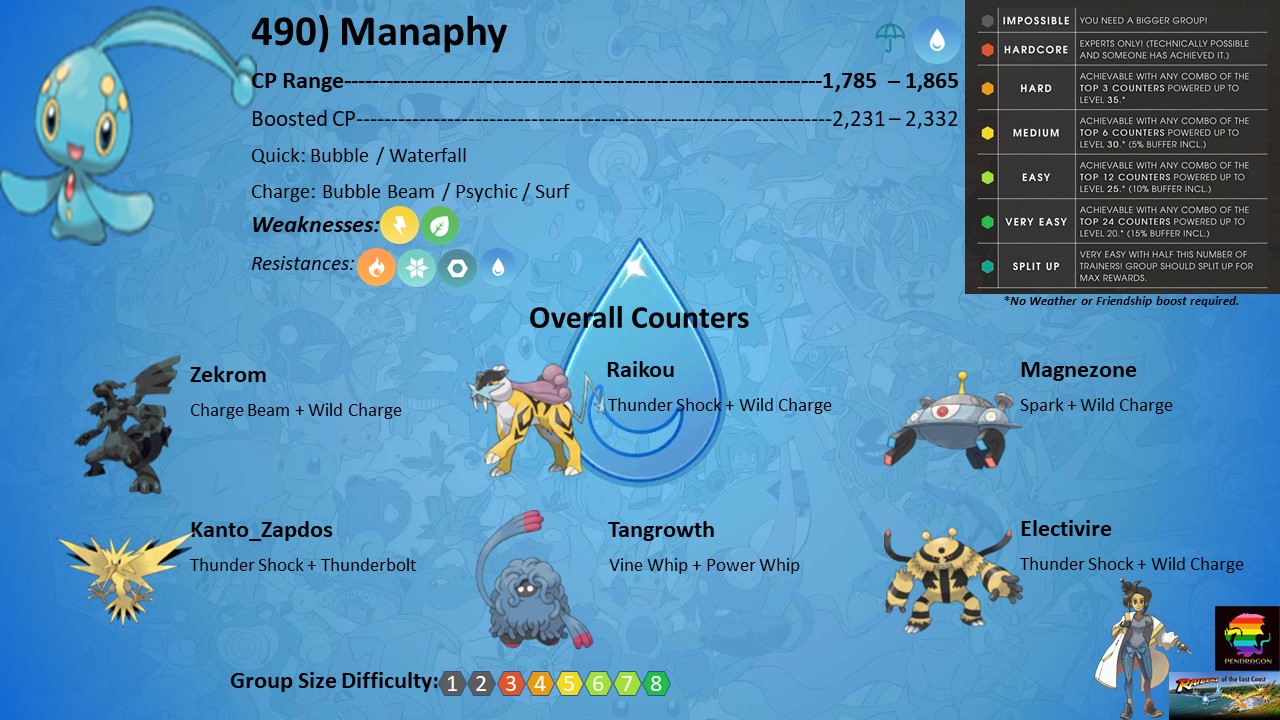 490) Manaphy
CP Range--------------------------------------------------------------------1,785 – 1,865
Boosted CP--------------------------------------------------------------------2,231 – 2,332
Quick: Bubble / Waterfall
Charge: Bubble Beam / Psychic / Surf
Weaknesses:
Resistances:
IMPOSSIBLE YOU NEED A BIGGER GROUP!
HARDCORE EXPERTS ONLY! (TECHNICALLY POSSIBLE
AND SOMEONE HAS ACHIEVED IT.)
HARD ACHIEVABLE WITH ANY COMBO OF THE
TOP 3 COUNTERS POWERED UP TO
LEVEL 35.*
MEDIUM ACHIEVABLE WITH ANY COMBO OF THE
TOP 6 COUNTERS POWERED UP TO
LEVEL 30.* (5% BUFFER INCL.)
EASY ACHIEVABLE WITH ANY COMBO OF THE
TOP 12 COUNTERS POWERED UP TO
LEVEL 25.* (10% BUFFER INCL.)
VERY EASY ACHIEVABLE WITH ANY COMBO OF THE
TOP 24 COUNTERS POWERED UP TO
LEVEL 20.* (15% BUFFER INCL.)
SPLIT UP VERY EASY WITH HALF THIS NUMBER OF
TRAINERS! GROUP SHOULD SPLIT UP FOR
MAX REWARDS.
*No Weather or Friendship boost required.
Overall Counters
Zekrom
Charge Beam + Wild Charge
Raikou
Thunder Shock + Wild Charge
Magnezone
Spark + Wild Charge
Kanto_Zapdos
Thunder Shock + Thunderbolt
Tangrowth
Vine Whip + Power Whip
Electivire
Thunder Shock + Wild Charge
Group Size Difficulty: 1 2 3 4 5 6 7 8
PENDRAGON
RAIDERS of the Lost Coast